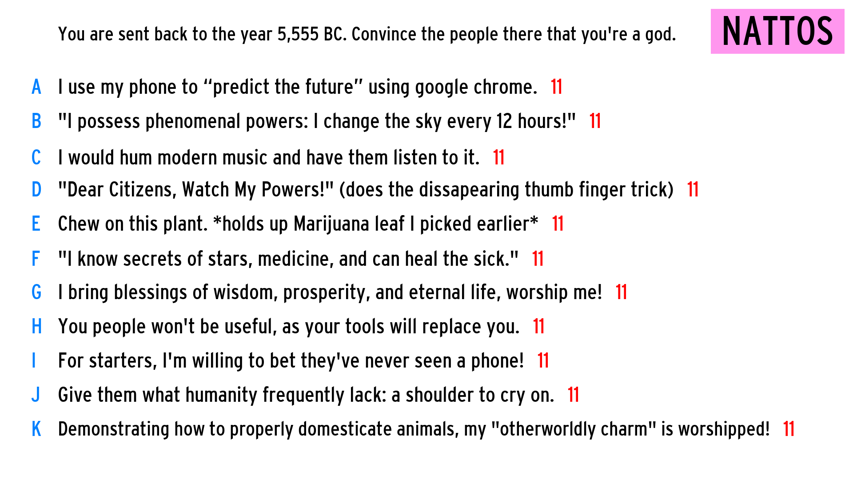 You are sent back to the year 5,555 BC. Convince the people there that you're a god.
NATTOS
A I use my phone to “predict the future” using google chrome. 11
B "I possess phenomenal powers: I change the sky every 12 hours!" 11
C I would hum modern music and have them listen to it. 11
D "Dear Citizens, Watch My Powers!" (does the dissapearing thumb finger trick) 11
E Chew on this plant. *holds up Marijuana leaf I picked earlier* 11
F "I know secrets of stars, medicine, and can heal the sick." 11
G I bring blessings of wisdom, prosperity, and eternal life, worship me! 11
H You people won't be useful, as your tools will replace you. 11
I For starters, I'm willing to bet they've never seen a phone! 11
J Give them what humanity frequently lack: a shoulder to cry on. 11
K Demonstrating how to properly domesticate animals, my "otherworldly charm" is worshipped! 11